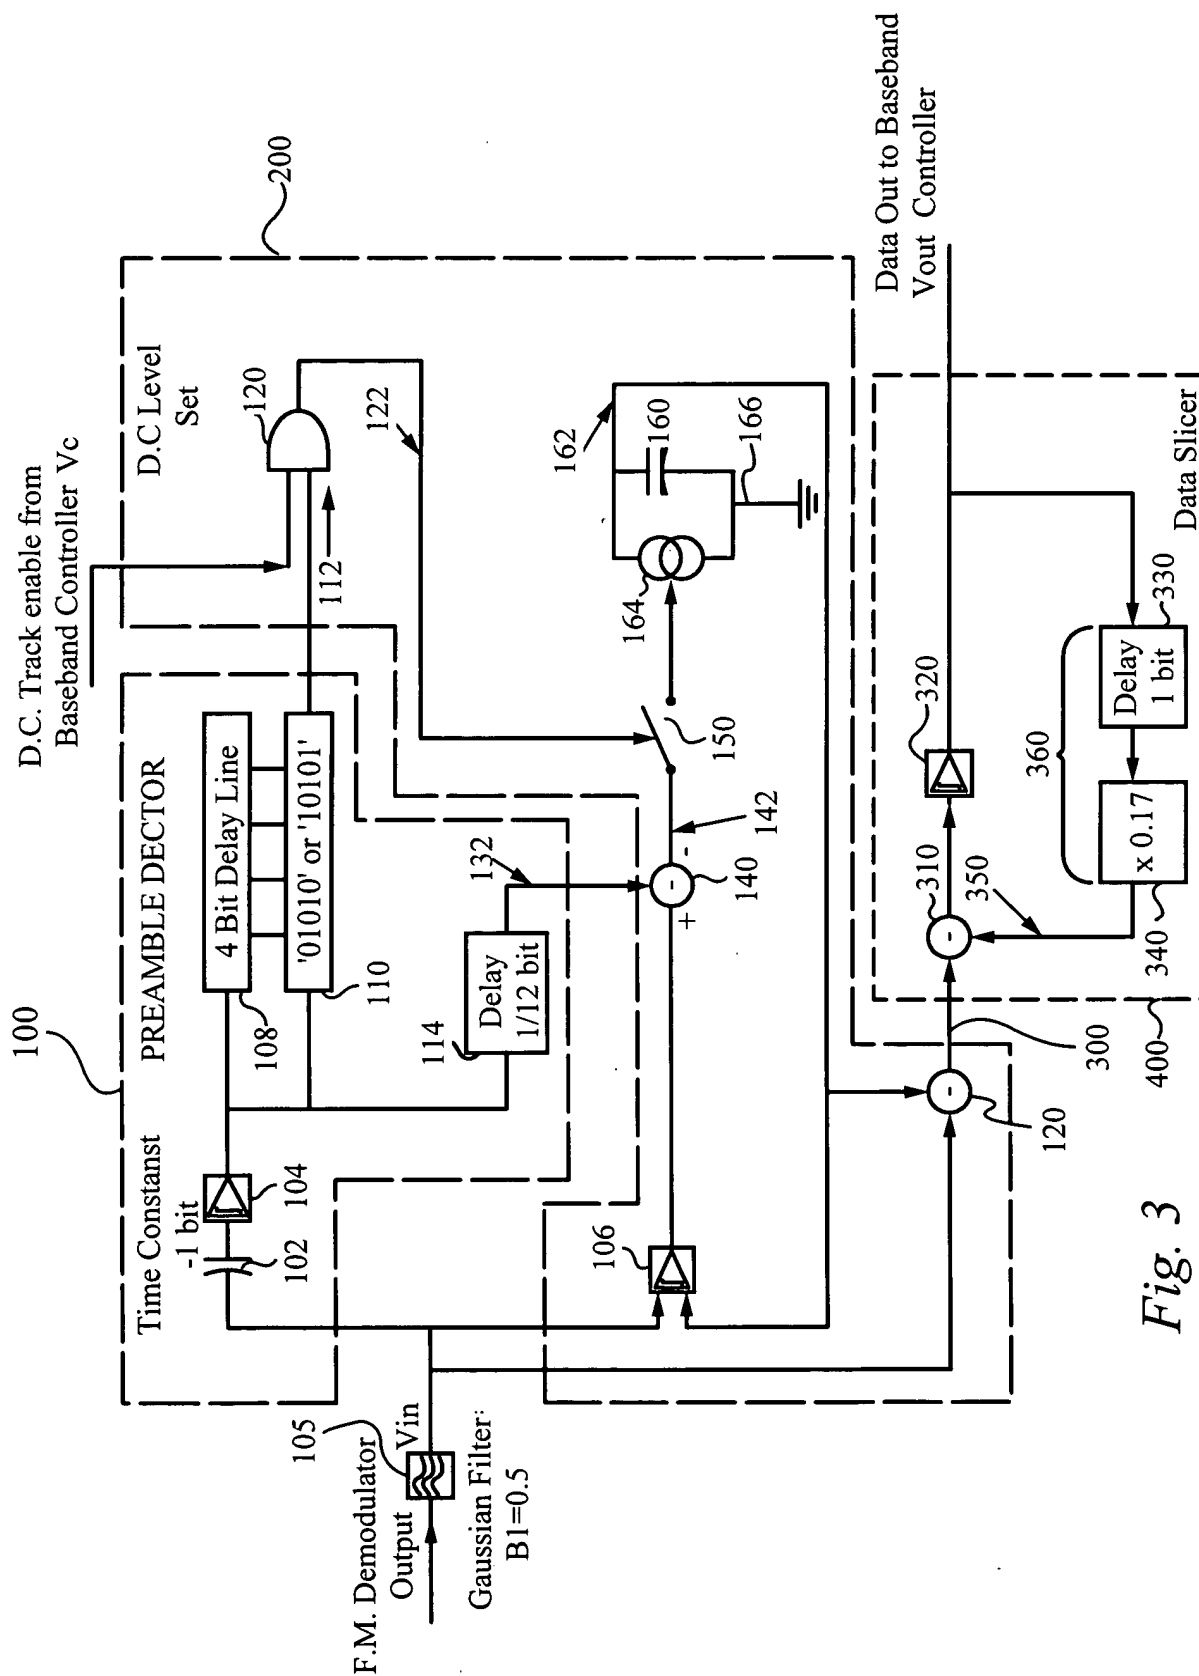 D.C. Track enable from
Baseband Controller Vc
100
PREAMBLE DECTOR
Time Constanst
-1 bit
102
104
4 Bit Delay Line
108
'01010' or '10101'
110
112
D.C Level
Set
120
200
122
114
Delay
1/12 bit
132
F.M. Demodulator
Output
105
Vin
Gaussian Filter:
B1=0.5
106
+
-
-
140
142
150
162
164
160
166
Data Out to Baseband
Vout Controller
-
120
300
400
-
310
320
350
360
x 0.17
340
Delay
1 bit
330
Data Slicer
Fig. 3